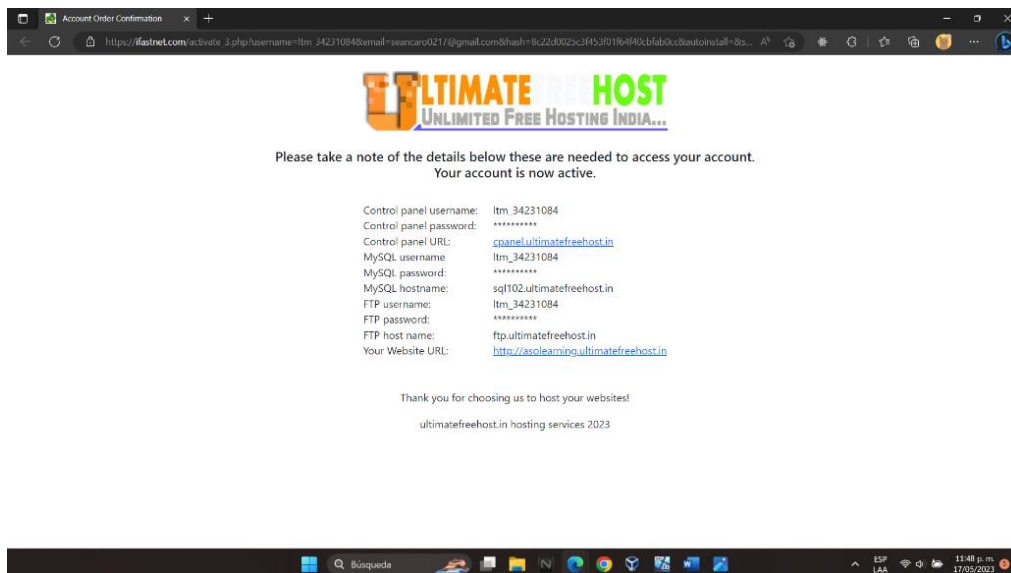 Account Order Confirmation
https://ifastnet.com/activate_3.php?username=ltm_34231084&email=seancaro0217@gmail.com&hash=8c22d0025c3f453f01f64f40cbfab0cc&autoinstall=&s...
ULTIMATE FREE HOST
UNLIMITED FREE HOSTING INDIA...
Please take a note of the details below these are needed to access your account.
Your account is now active.
Control panel username: ltm_34231084
Control panel password: **********
Control panel URL: cpanel.ultimatefreehost.in
MySQL username ltm_34231084
MySQL password: **********
MySQL hostname: sql102.ultimatefreehost.in
FTP username: ltm_34231084
FTP password: **********
FTP host name: ftp.ultimatefreehost.in
Your Website URL: http://asolearning.ultimatefreehost.in
Thank you for choosing us to host your websites!
ultimatefreehost.in hosting services 2023
Búsqueda
ESP
LAA
11:40 p. m.
17/05/2023